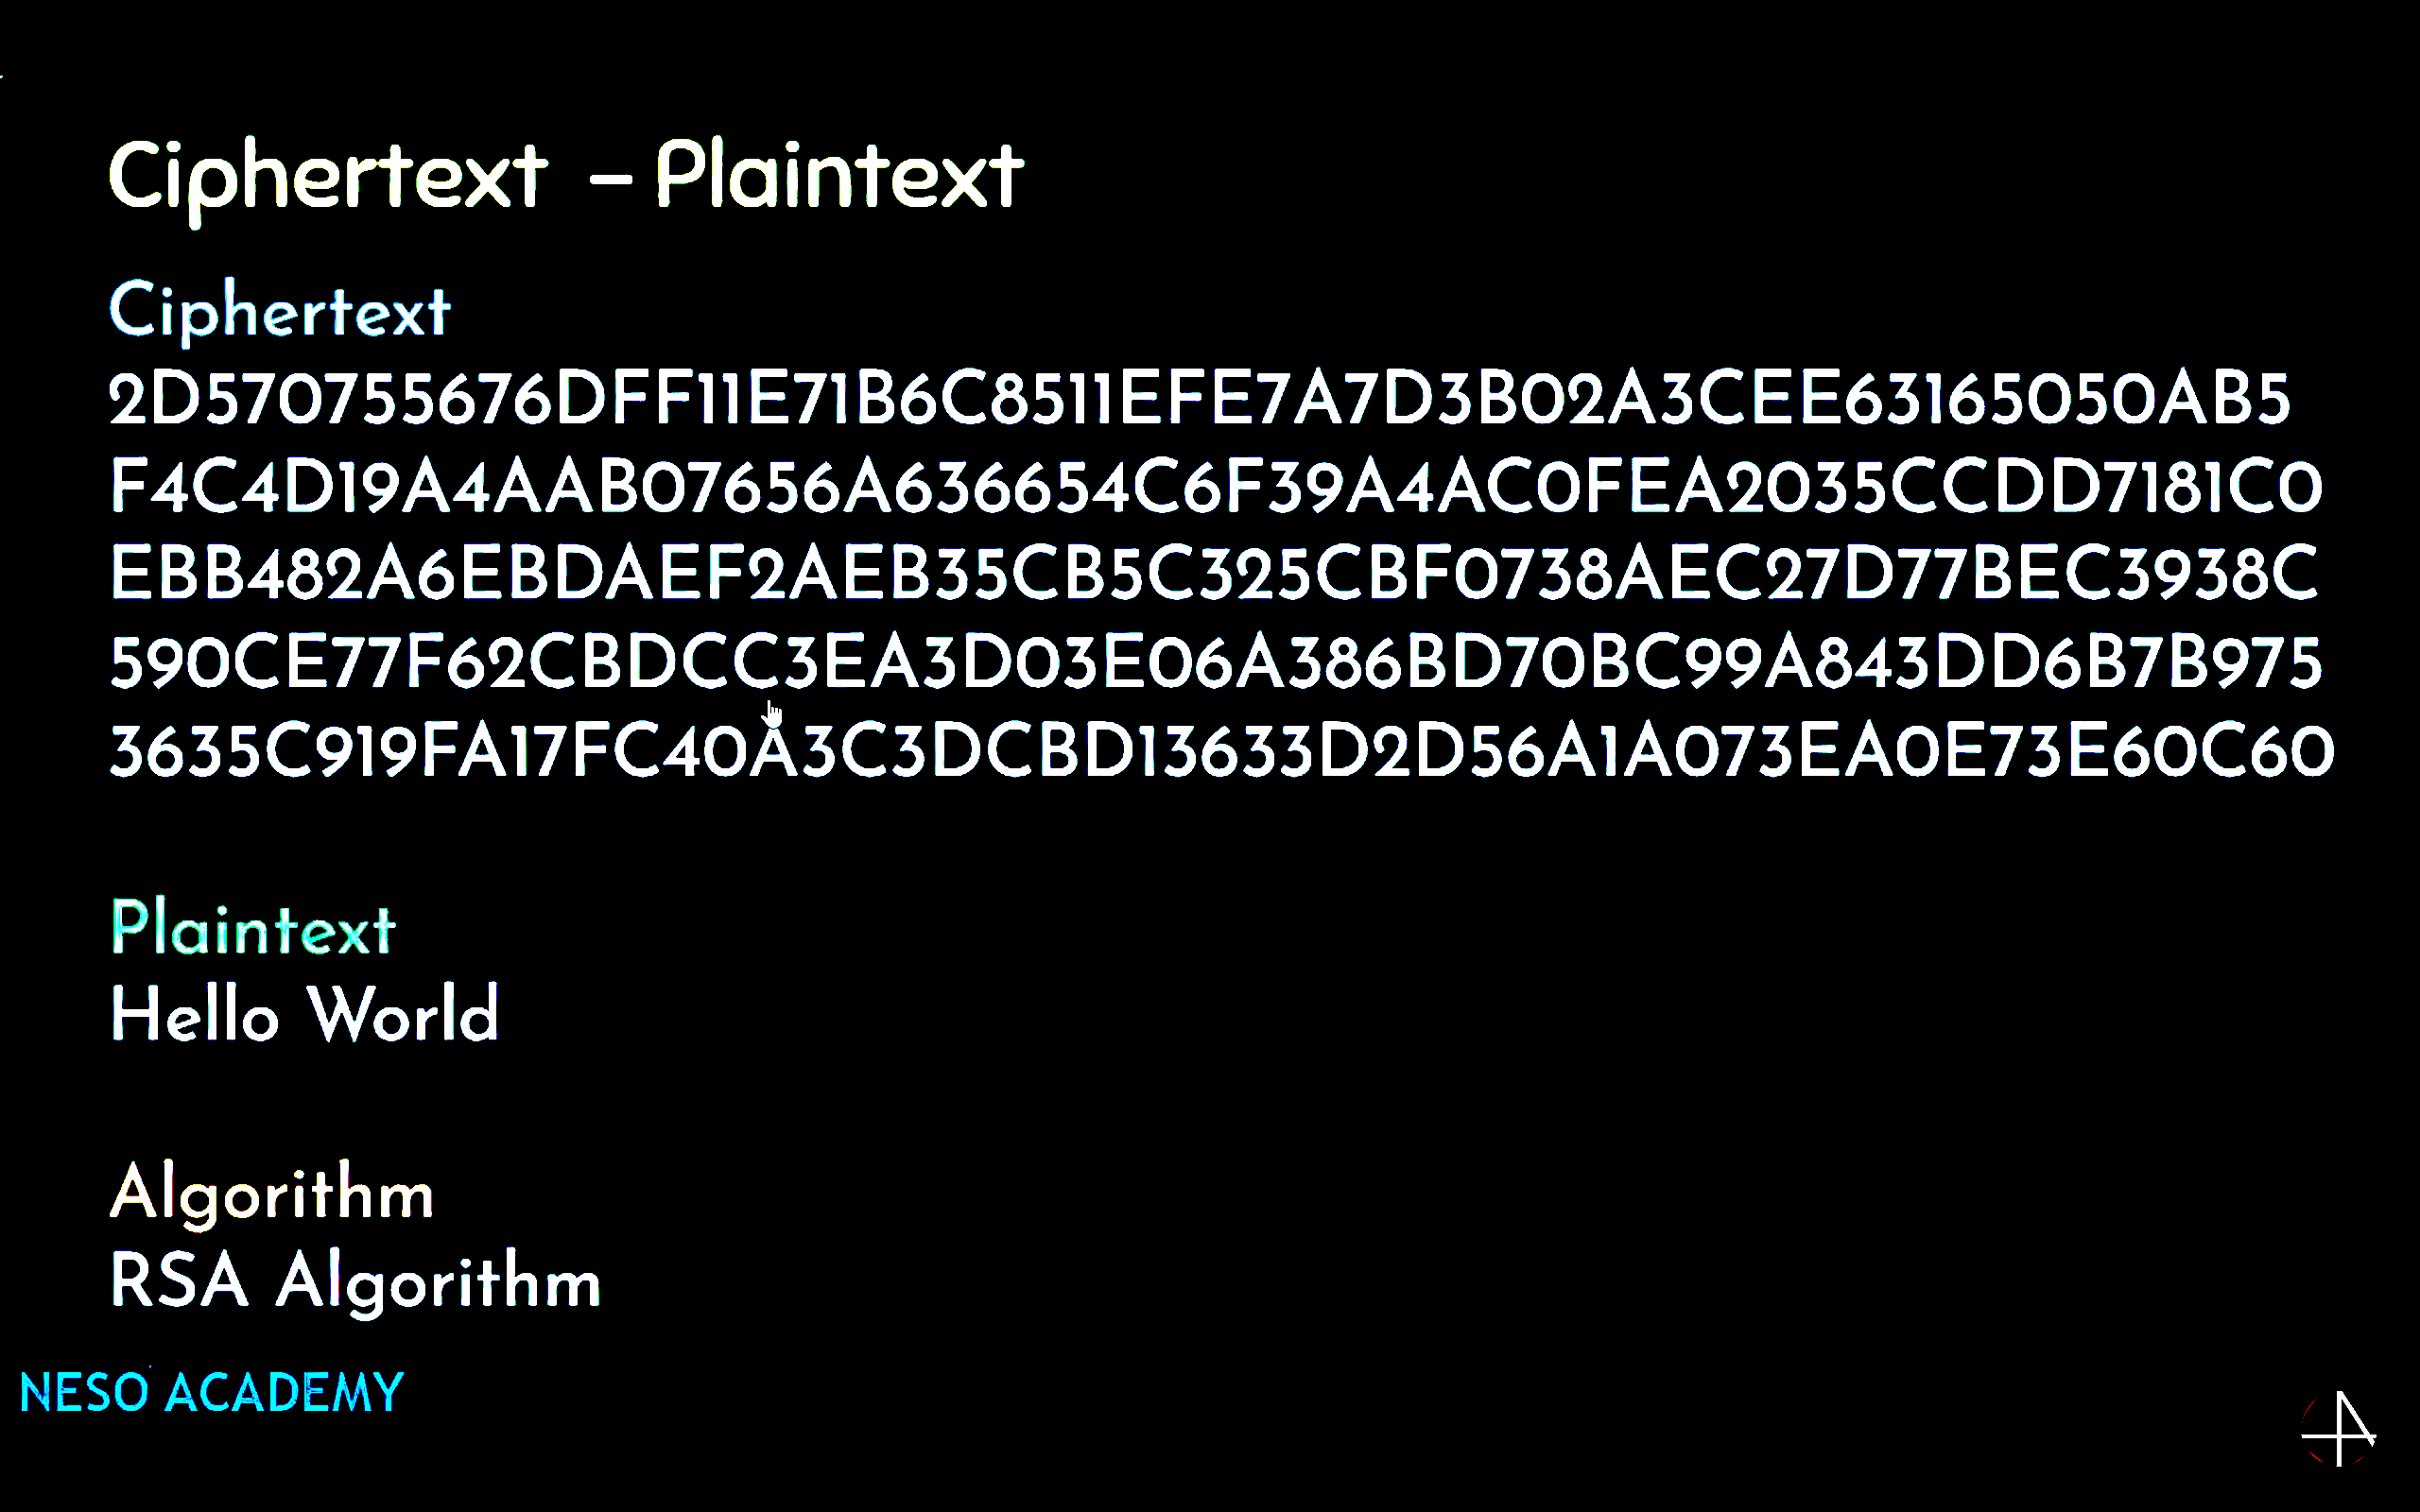 Ciphertext – Plaintext
Ciphertext
2D570755676DFF11E71B6C8511EFE7A7D3B02A3CEE63165050AB5
F4C4D19A4AAB07656A636654C6F39A4AC0FEA2035CCDD7181C0
EBB482A6EBDAEF2AEB35CB5C325CBF0738AEC27D77BEC3938C
590CE77F62CBDCC3EA3D03E06A386BD70BC99A843DD6B7B975
3635C919FA17FC40A3C3DCBD13633D2D56A1A073EA0E73E60C60
Plaintext
Hello World
Algorithm
RSA Algorithm
NESO ACADEMY